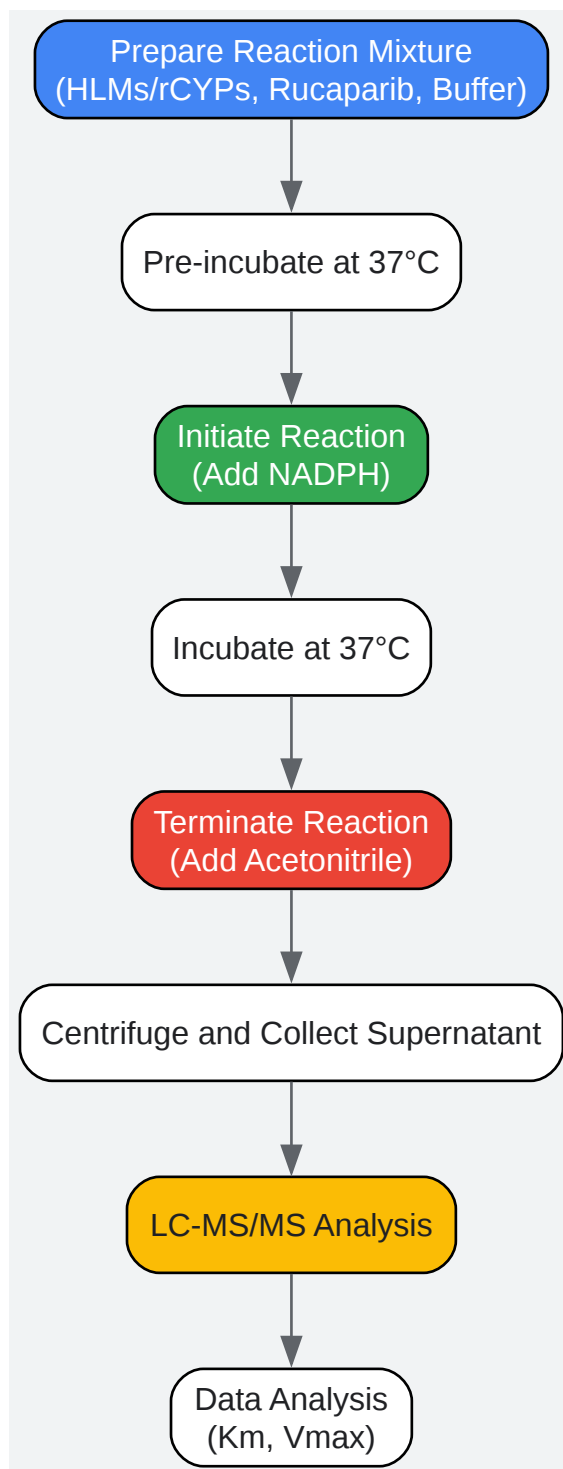 Prepare Reaction Mixture
(HLMs/rCYPs, Rucaparib, Buffer)
Pre-incubate at 37°C
Initiate Reaction
(Add NADPH)
Incubate at 37°C
Terminate Reaction
(Add Acetonitrile)
Centrifuge and Collect Supernatant
LC-MS/MS Analysis
Data Analysis
(Km, Vmax)